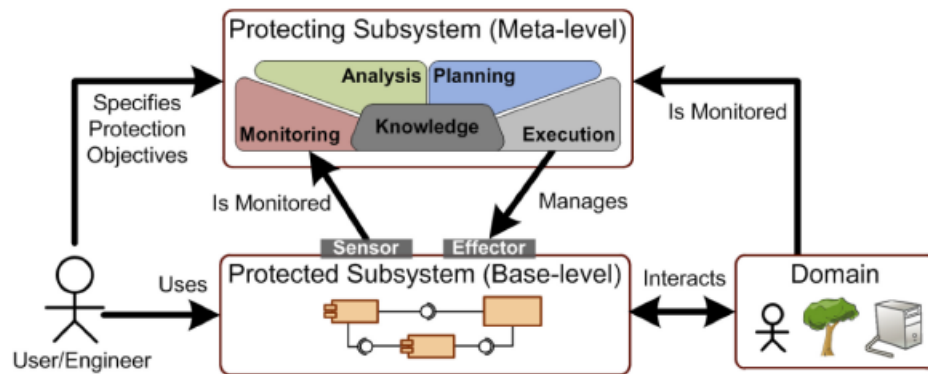 Protecting Subsystem (Meta-level)
Analysis
Planning
Monitoring
Knowledge
Execution
Specifies
Protection
Objectives
Is Monitored
Is Monitored
Manages
Sensor
Effector
Protected Subsystem (Base-level)
Uses
Interacts
Domain
User/Engineer